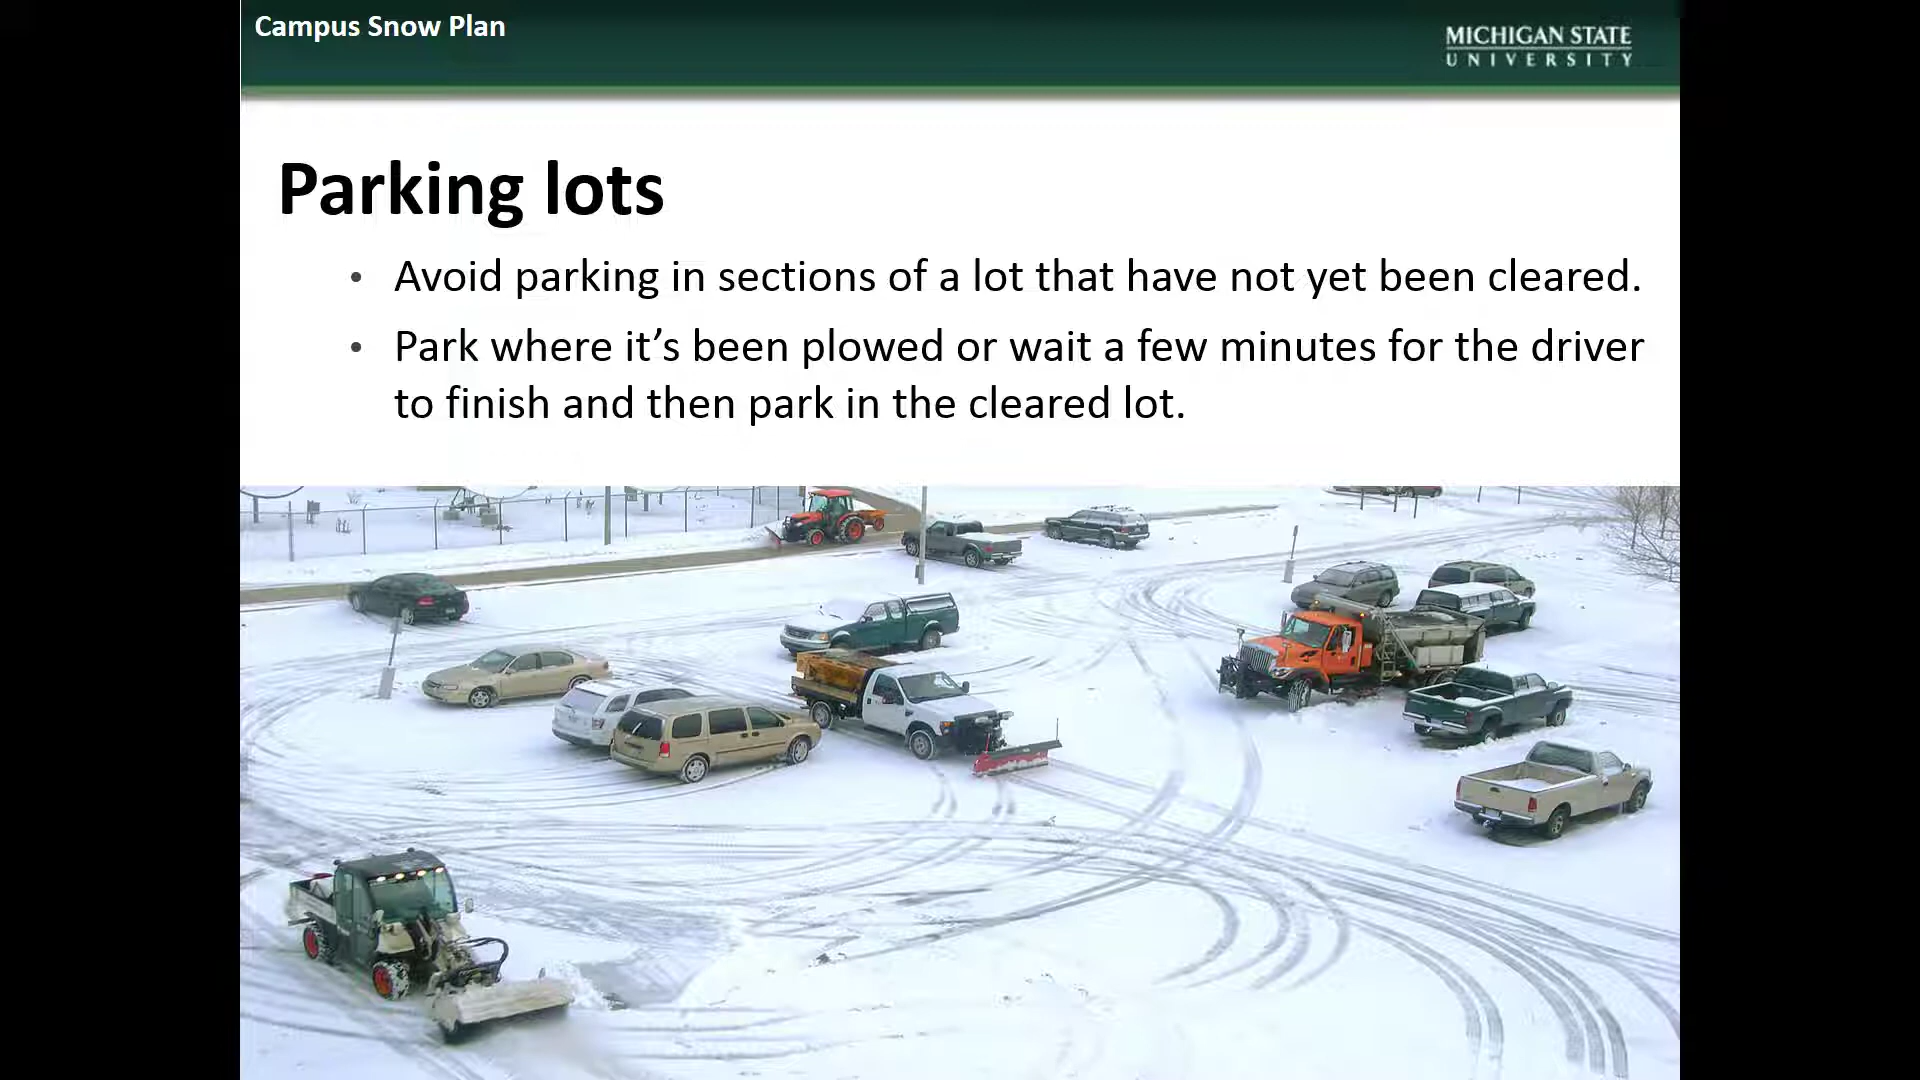 Campus Snow Plan
MICHIGAN STATE
UNIVERSITY
Parking lots
• Avoid parking in sections of a lot that have not yet been cleared.
• Park where it’s been plowed or wait a few minutes for the driver
to finish and then park in the cleared lot.